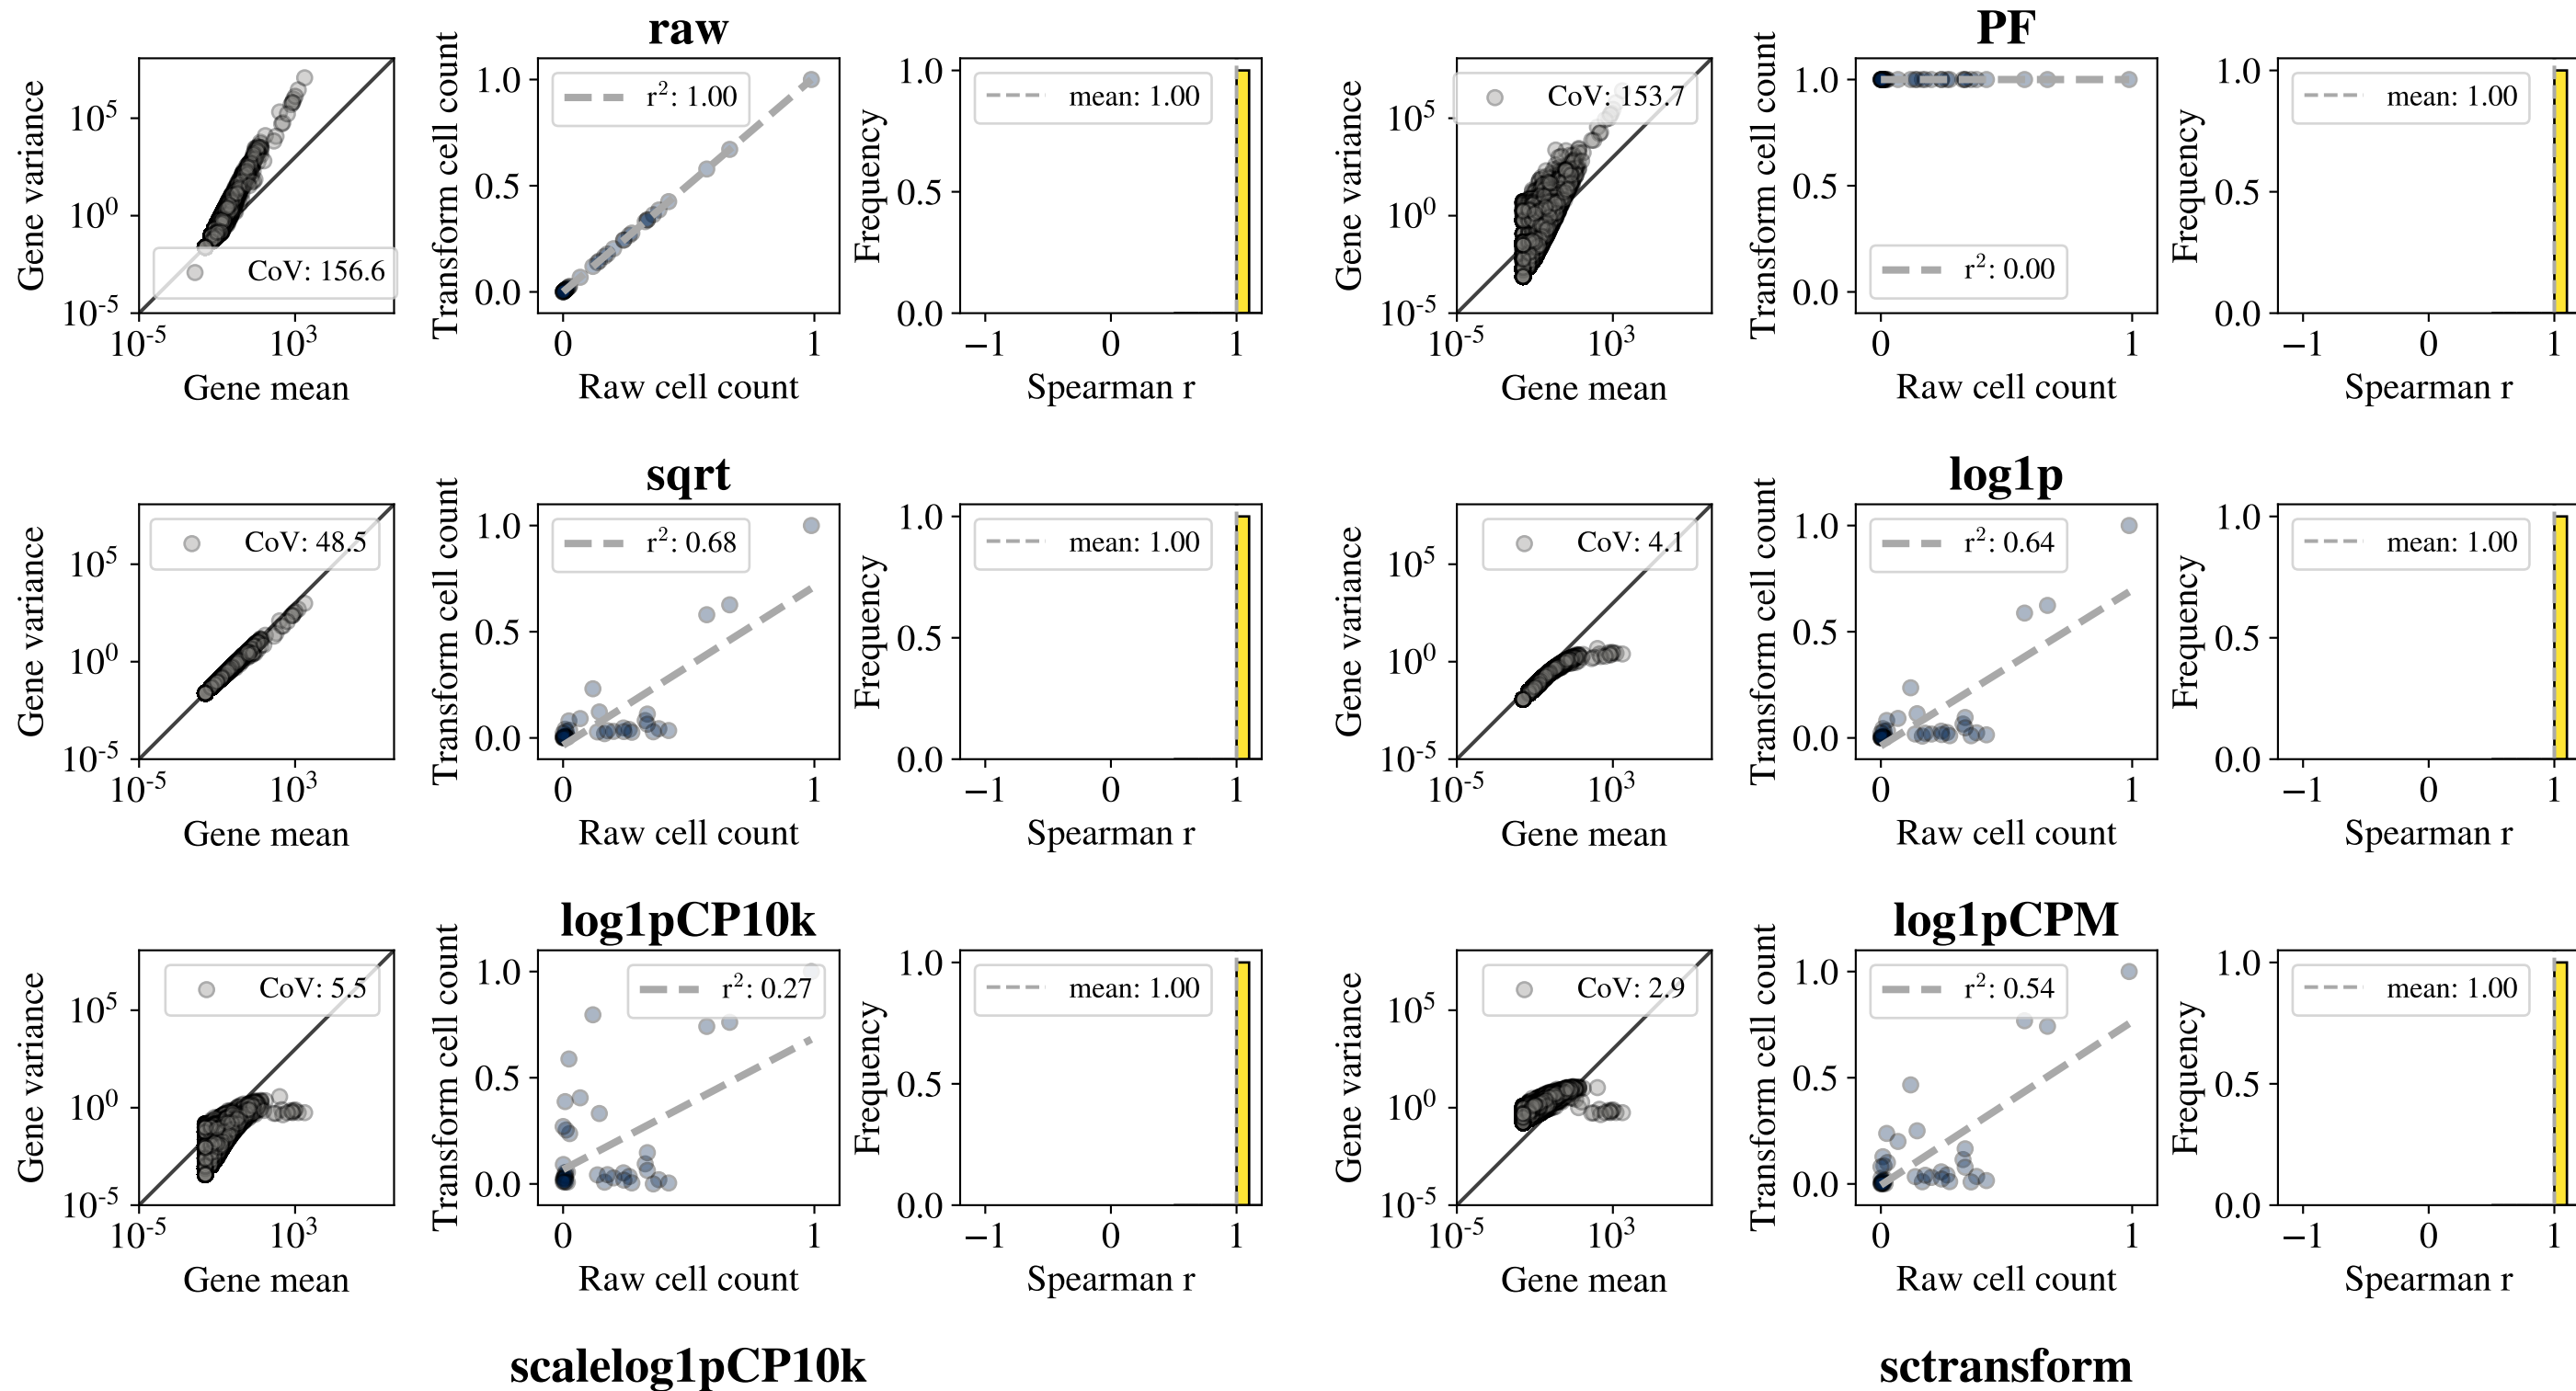 raw
Gene variance
10^5
10^0
10^-5
10^-5 10^3
Gene mean
CoV: 156.6
Transform cell count
1.0
0.5
0.0
0 1
Raw cell count
r^2: 1.00
Frequency
1.0
0.5
0.0
−1 0 1
Spearman r
mean: 1.00
PF
Gene variance
10^5
10^0
10^-5
10^-5 10^3
Gene mean
CoV: 153.7
Transform cell count
1.0
0.5
0.0
0 1
Raw cell count
r^2: 0.00
Frequency
1.0
0.5
0.0
−1 0 1
Spearman r
mean: 1.00
sqrt
Gene variance
10^5
10^0
10^-5
10^-5 10^3
Gene mean
CoV: 48.5
Transform cell count
1.0
0.5
0.0
0 1
Raw cell count
r^2: 0.68
Frequency
1.0
0.5
0.0
−1 0 1
Spearman r
mean: 1.00
log1p
Gene variance
10^5
10^0
10^-5
10^-5 10^3
Gene mean
CoV: 4.1
Transform cell count
1.0
0.5
0.0
0 1
Raw cell count
r^2: 0.64
Frequency
1.0
0.5
0.0
−1 0 1
Spearman r
mean: 1.00
log1pCP10k
Gene variance
10^5
10^0
10^-5
10^-5 10^3
Gene mean
CoV: 5.5
Transform cell count
1.0
0.5
0.0
0 1
Raw cell count
r^2: 0.27
Frequency
1.0
0.5
0.0
−1 0 1
Spearman r
mean: 1.00
log1pCPM
Gene variance
10^5
10^0
10^-5
10^-5 10^3
Gene mean
CoV: 2.9
Transform cell count
1.0
0.5
0.0
0 1
Raw cell count
r^2: 0.54
Frequency
1.0
0.5
0.0
−1 0 1
Spearman r
mean: 1.00
scalelog1pCP10k
sctransform